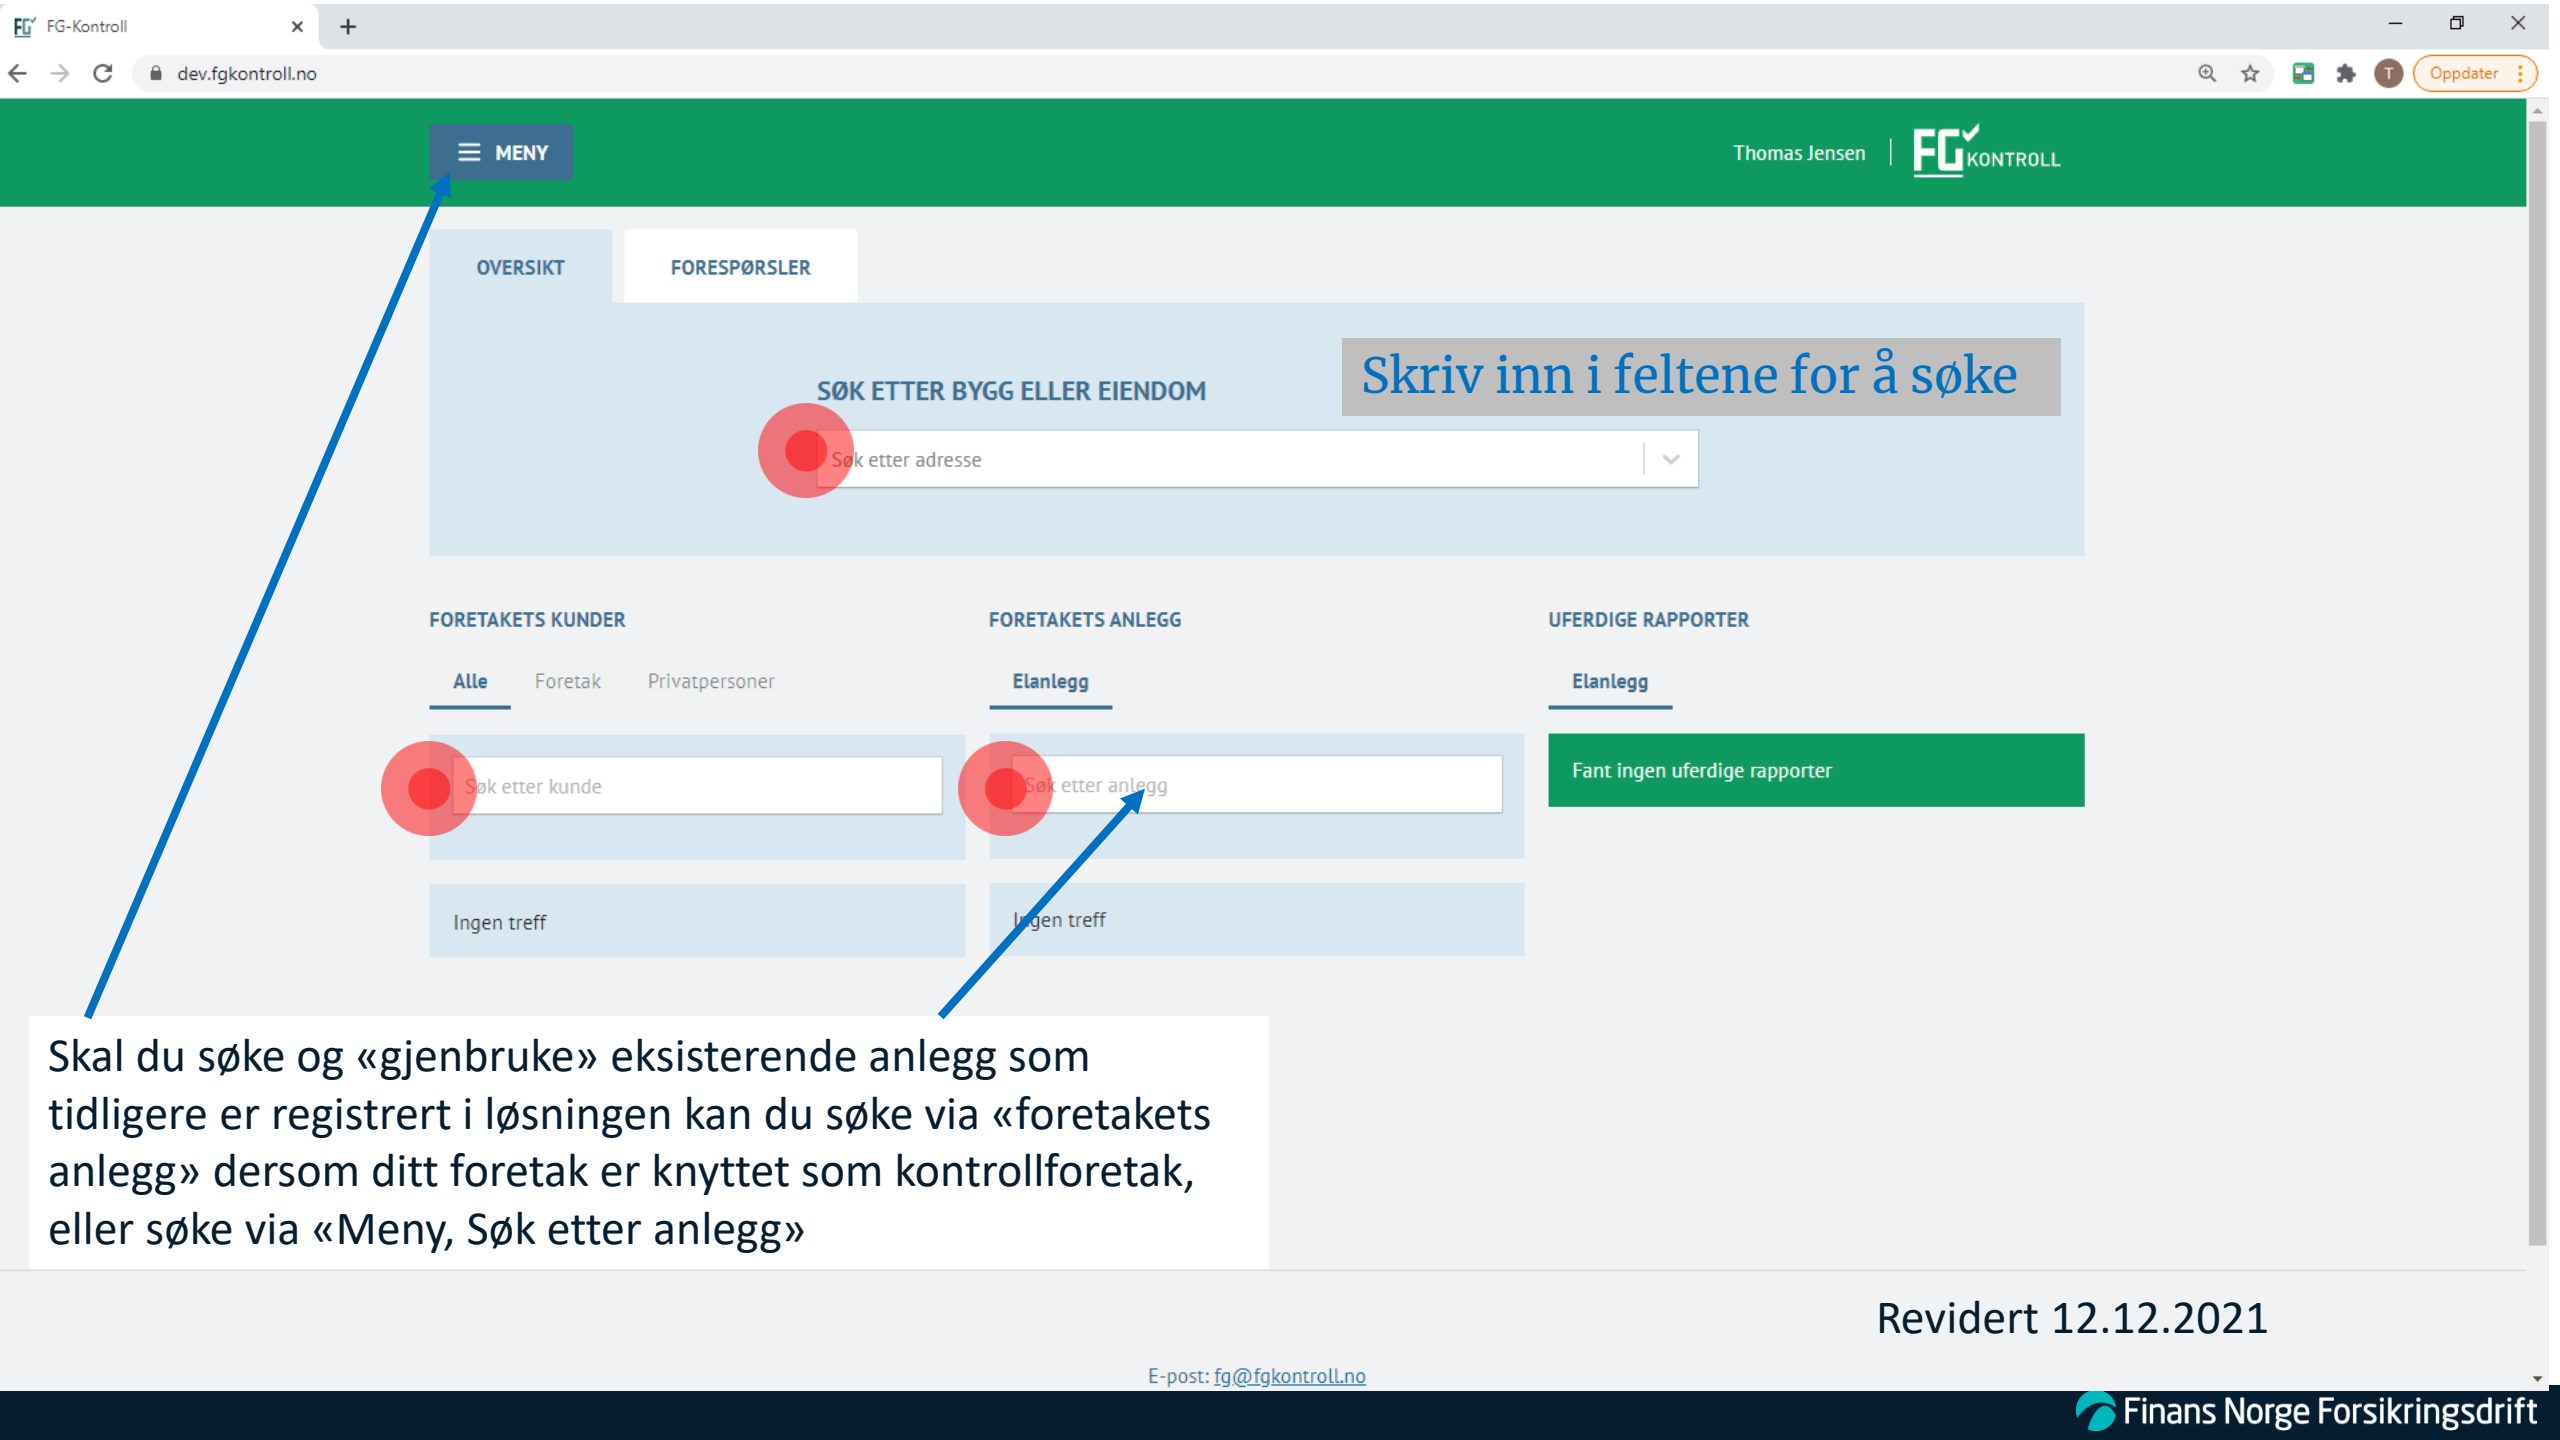 FG FG-Kontroll
dev.fgkontroll.no
T
Oppdater
MENY
Thomas Jensen
FG KONTROLL
OVERSIKT
FORESPØRSLER
Skriv inn i feltene for å søke
SØK ETTER BYGG ELLER EIENDOM
Søk etter adresse
FORETAKETS KUNDER
FORETAKETS ANLEGG
UFERDIGE RAPPORTER
Alle Foretak Privatpersoner
Elanlegg
Elanlegg
Søk etter kunde
Søk etter anlegg
Fant ingen uferdige rapporter
Ingen treff
Ingen treff
Skal du søke og «gjenbruke» eksisterende anlegg som
tidligere er registrert i løsningen kan du søke via «foretakets
anlegg» dersom ditt foretak er knyttet som kontrollforetak,
eller søke via «Meny, Søk etter anlegg»
Revidert 12.12.2021
E-post: fg@fgkontroll.no
Finans Norge Forsikringsdrift